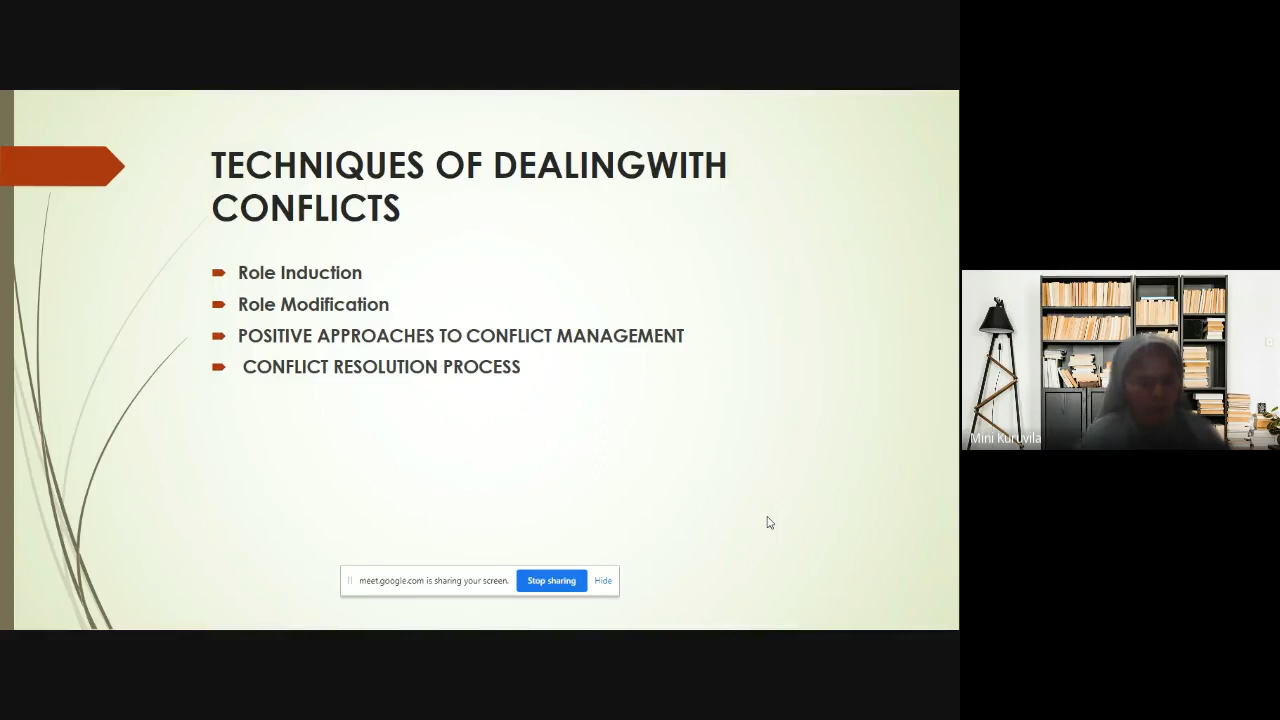 TECHNIQUES OF DEALINGWITH
CONFLICTS
Role Induction
Role Modification
POSITIVE APPROACHES TO CONFLICT MANAGEMENT
CONFLICT RESOLUTION PROCESS
meet.google.com is sharing your screen.
Stop sharing
Hide
Mini Kuruvila